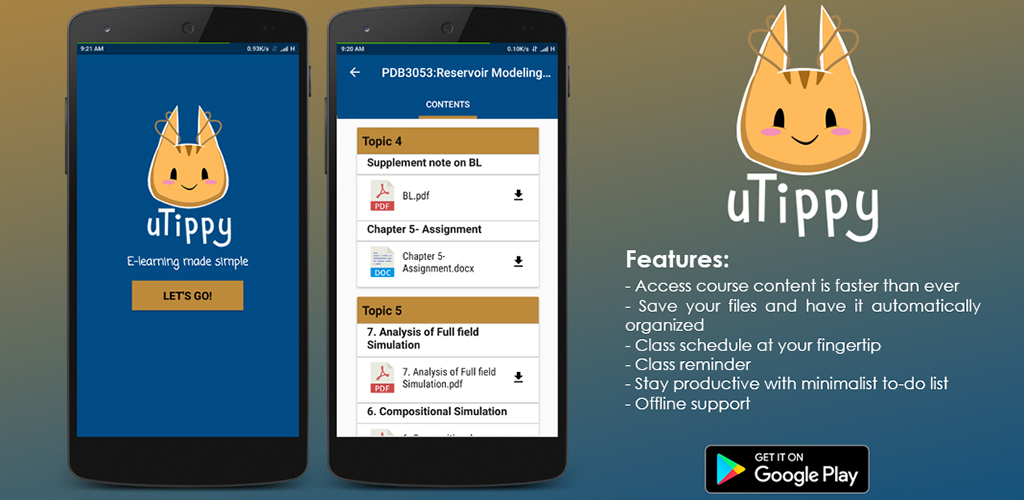 9:21 AM
0.93K/s
H
uTippy
E-learning made simple
LET'S GO!
9:20 AM
0.10K/s
H
PDB3053:Reservoir Modeling...
CONTENTS
Topic 4
Supplement note on BL
PDF
BL.pdf
Chapter 5- Assignment
DOC
Chapter 5-
Assignment.docx
Topic 5
7. Analysis of Full field
Simulation
PDF
7. Analysis of Full field
Simulation.pdf
6. Compositional Simulation
uTippy
Features:
- Access course content is faster than ever
- Save your files and have it automatically
organized
- Class schedule at your fingertip
- Class reminder
- Stay productive with minimalist to-do list
- Offline support
GET IT ON
Google Play